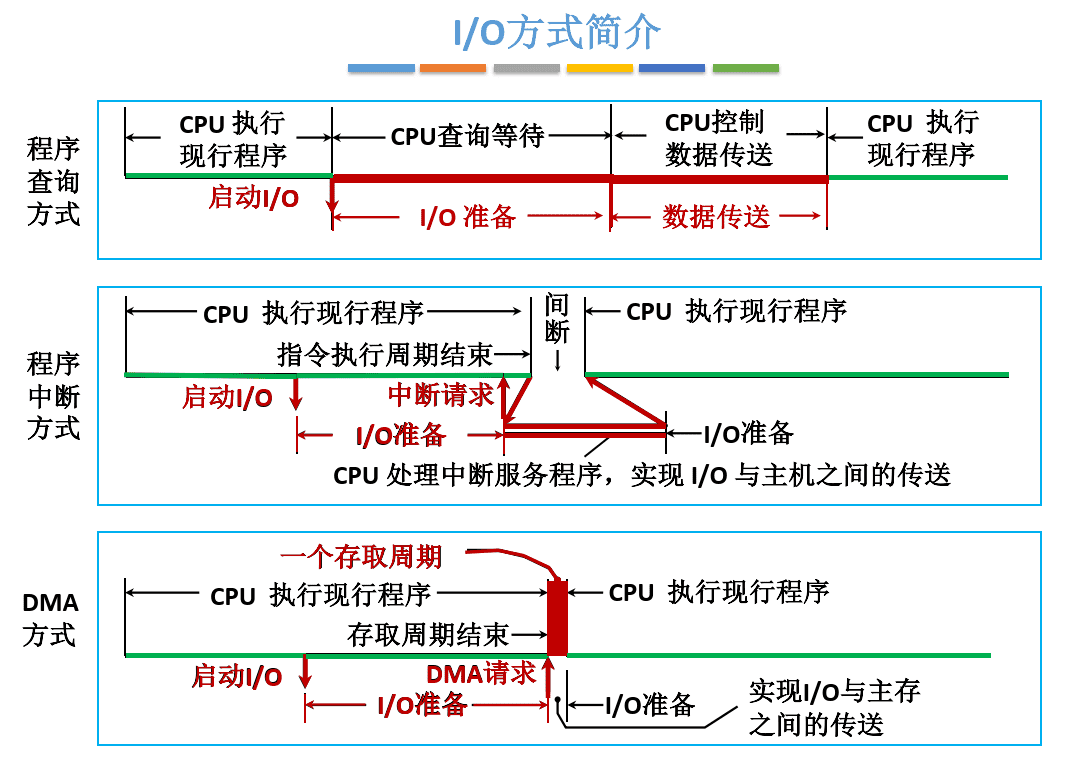 I/O方式简介
程序
查询
方式
CPU 执行
现行程序
CPU查询等待
CPU控制
数据传送
CPU 执行
现行程序
启动I/O
I/O 准备
数据传送
程序
中断
方式
CPU 执行现行程序
间
断
CPU 执行现行程序
指令执行周期结束
启动I/O
中断请求
I/O准备
I/O准备
CPU 处理中断服务程序，实现 I/O 与主机之间的传送
DMA
方式
一个存取周期
CPU 执行现行程序
CPU 执行现行程序
存取周期结束
启动I/O
DMA请求
I/O准备
I/O准备
实现I/O与主存
之间的传送